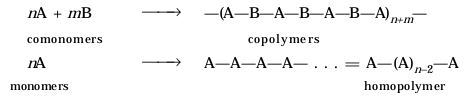 nA + mB ⟶ —(A—B—A—B—A—B—A)ₙ₊ₘ—
comonomers copolymers
nA ⟶ A—A—A—A— . . . = A—(A)ₙ₋₂—A
monomers homopolymer